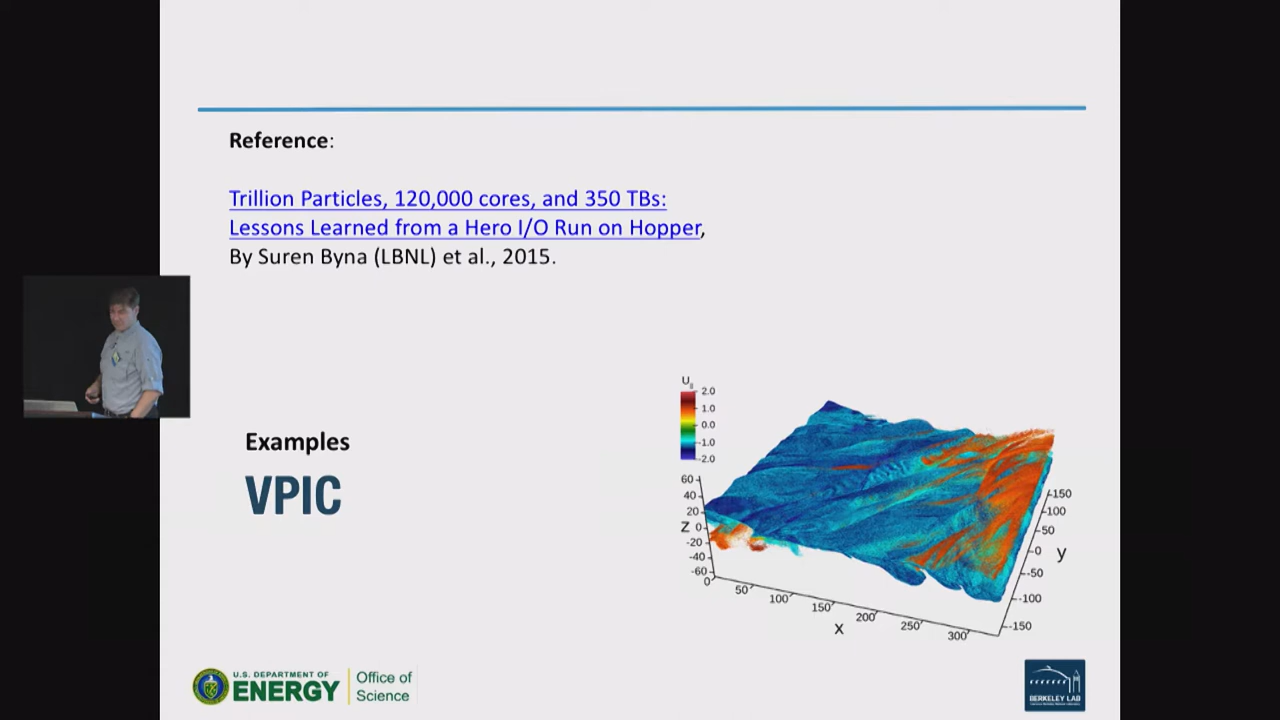 Reference:
Trillion Particles, 120,000 cores, and 350 TBs:
Lessons Learned from a Hero I/O Run on Hopper,
By Suren Byna (LBNL) et al., 2015.
Examples
VPIC
U||
2.0
1.0
0.0
-1.0
-2.0
60
40
20
Z 0
-20
-40
-60
0
50
100
150
200
250
300
x
150
100
50
0
-50
-100
-150
y
U.S. DEPARTMENT OF
ENERGY
Office of
Science
BERKELEY LAB